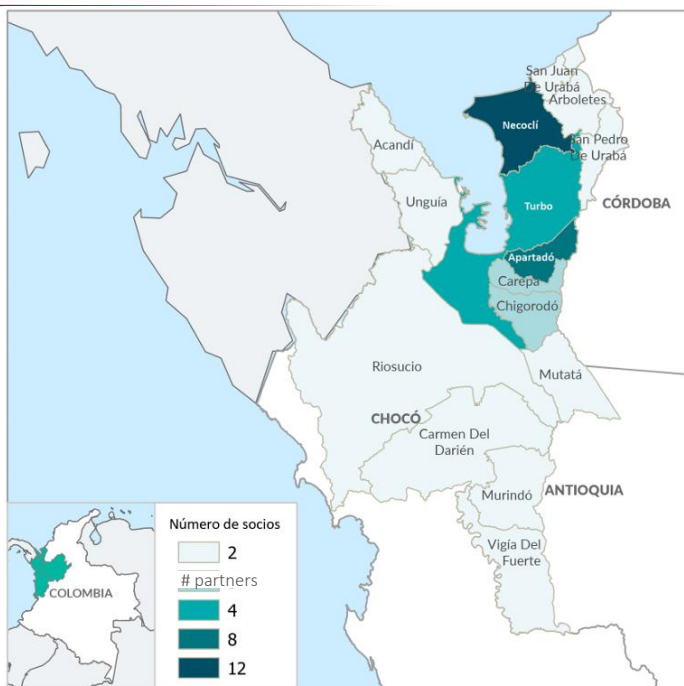 San Juan
De Urabá
Arboletes
Necoclí
San Pedro
De Urabá
Acandí
Unguía
Turbo
CÓRDOBA
Apartadó
Carepa
Chigorodó
Riosucio
Mutatá
CHOCÓ
Carmen Del
Darién
Murindó
ANTIOQUIA
Vigía Del
Fuerte
COLOMBIA
Número de socios
2
# partners
4
8
12